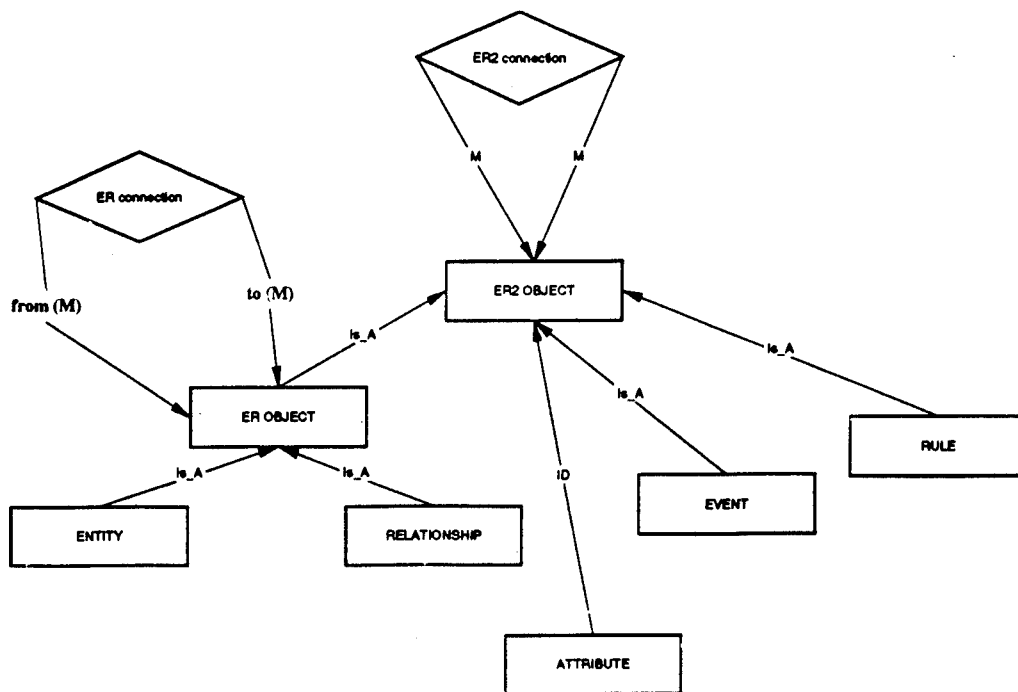 ER2 connection
M
M
ER connection
from (M)
to (M)
ER2 OBJECT
Is_A
Is_A
Is_A
ER OBJECT
RULE
Is_A
Is_A
ID
EVENT
ENTITY
RELATIONSHIP
ATTRIBUTE